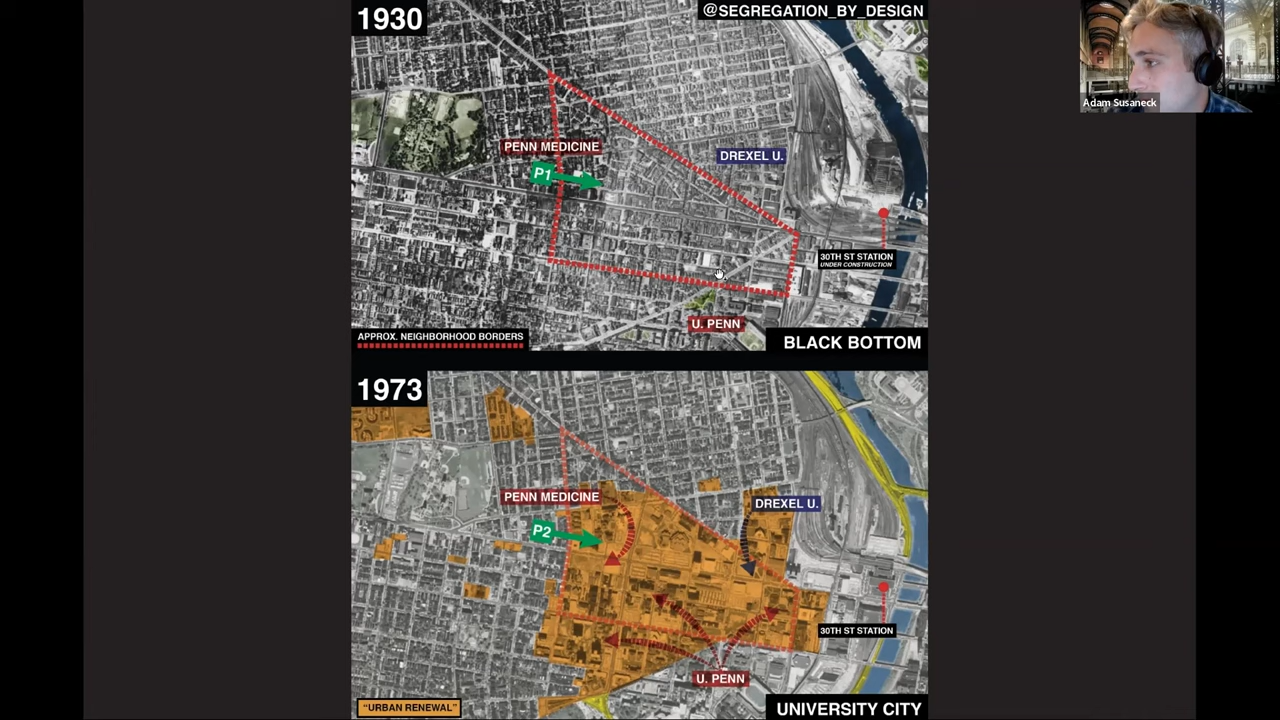 1930
@SEGREGATION_BY_DESIGN
Adam Susaneck
PENN MEDICINE
DREXEL U.
P1
30TH ST STATION
UNDER CONSTRUCTION
U. PENN
APPROX. NEIGHBORHOOD BORDERS
BLACK BOTTOM
1973
PENN MEDICINE
DREXEL U.
P2
30TH ST STATION
U. PENN
"URBAN RENEWAL"
UNIVERSITY CITY